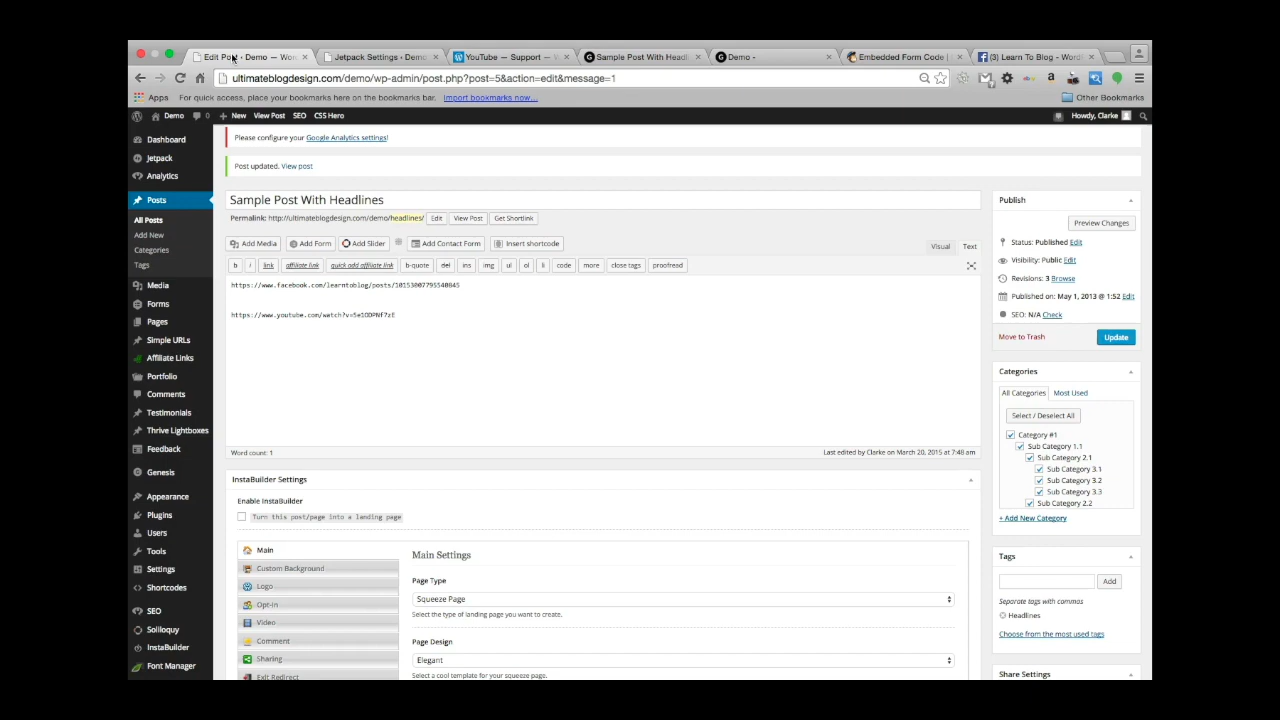 Edit Post ‹ Demo — Wor
Jetpack Settings ‹ Demo
YouTube — Support — W
Sample Post With Headl
Demo -
Embedded Form Code |
(3) Learn To Blog - Word
ultimateblogdesign.com/demo/wp-admin/post.php?post=5&action=edit&message=1
Apps For quick access, place your bookmarks here on the bookmarks bar. Import bookmarks now... Other Bookmarks
Demo 0 New View Post SEO CSS Hero Howdy, Clarke
Dashboard
Jetpack
Analytics
Posts
All Posts
Add New
Categories
Tags
Media
Forms
Pages
Simple URLs
Affiliate Links
Portfolio
Comments
Testimonials
Thrive Lightboxes
Feedback
Genesis
Appearance
Plugins
Users
Tools
Settings
Shortcodes
SEO
Soliloquy
InstaBuilder
Font Manager
Please configure your Google Analytics settings!
Post updated. View post
Sample Post With Headlines
Permalink: http://ultimateblogdesign.com/demo/headlines/ Edit View Post Get Shortlink
Add Media Add Form Add Slider Add Contact Form Insert shortcode
Visual Text
b i link affiliate link quick add affiliate link b-quote del ins img ul ol li code more close tags proofread
https://www.facebook.com/learntoblog/posts/10153007795540845
Word count: 1 Last edited by Clarke on March 20, 2015 at 7:48 am
InstaBuilder Settings
Enable InstaBuilder
Turn this post/page into a landing page
Main
Custom Background
Logo
Opt-in
Video
Comment
Sharing
Exit Redirect
Main Settings
Page Type
Squeeze Page
Select the type of landing page you want to create.
Page Design
Elegant
Select a cool template for your squeeze page.
Publish
Preview Changes
Status: Published Edit
Visibility: Public Edit
Revisions: 3 Browse
Published on: May 1, 2013 @ 1:52 Edit
SEO: N/A Check
Move to Trash Update
Categories
All Categories Most Used
Select / Deselect All
Category #1
Sub Category 1.1
Sub Category 2.1
Sub Category 3.1
Sub Category 3.2
Sub Category 3.3
Sub Category 2.2
+ Add New Category
Tags
Add
Separate tags with commas
Headlines
Choose from the most used tags
Share Settings